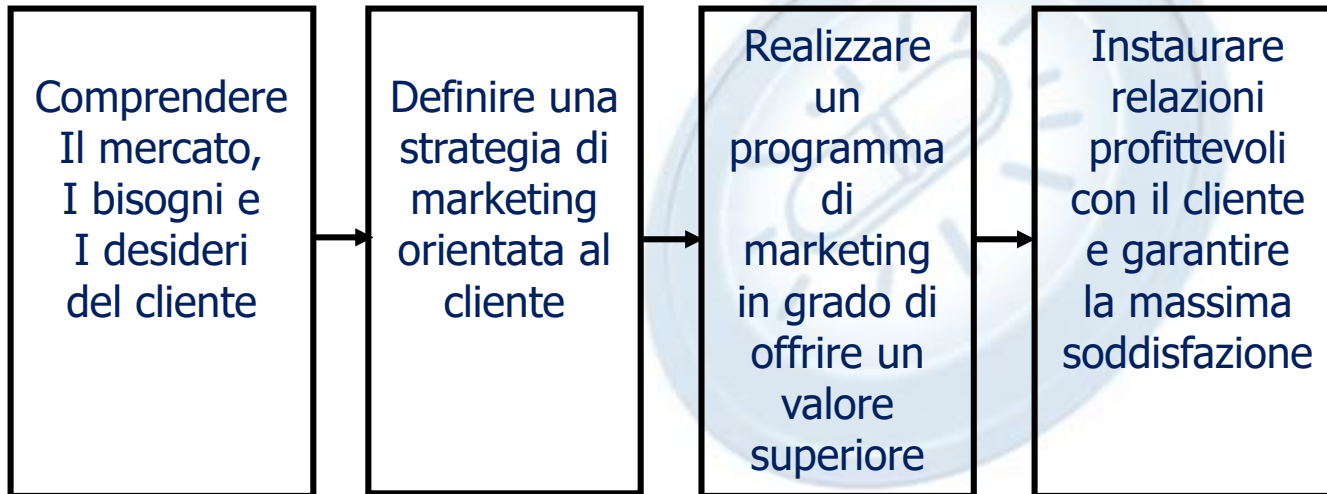 Comprendere
Il mercato,
I bisogni e
I desideri
del cliente
Definire una
strategia di
marketing
orientata al
cliente
Realizzare
un
programma
di
marketing
in grado di
offrire un
valore
superiore
Instaurare
relazioni
profittevoli
con il cliente
e garantire
la massima
soddisfazione